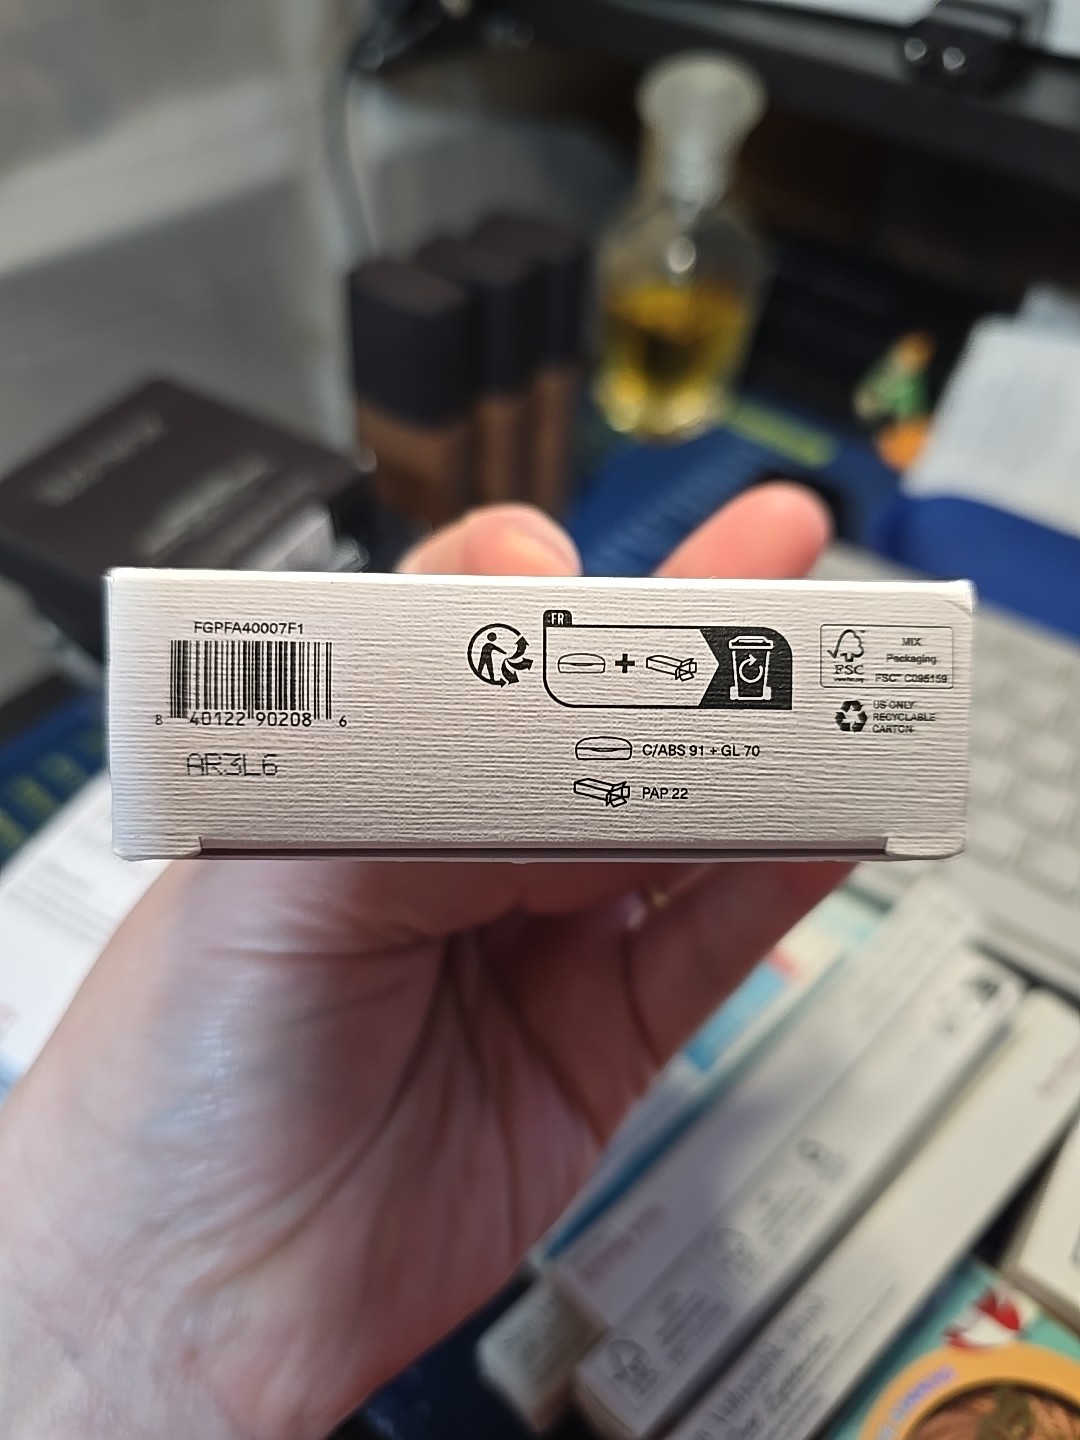 FGPFA40007F1
8 40122 90208 6
AR3L6
FR
C/ABS 91 + GL 70
PAP 22
FSC
MIX
Packaging
FSC™ C095159
US ONLY
RECYCLABLE
CARTON